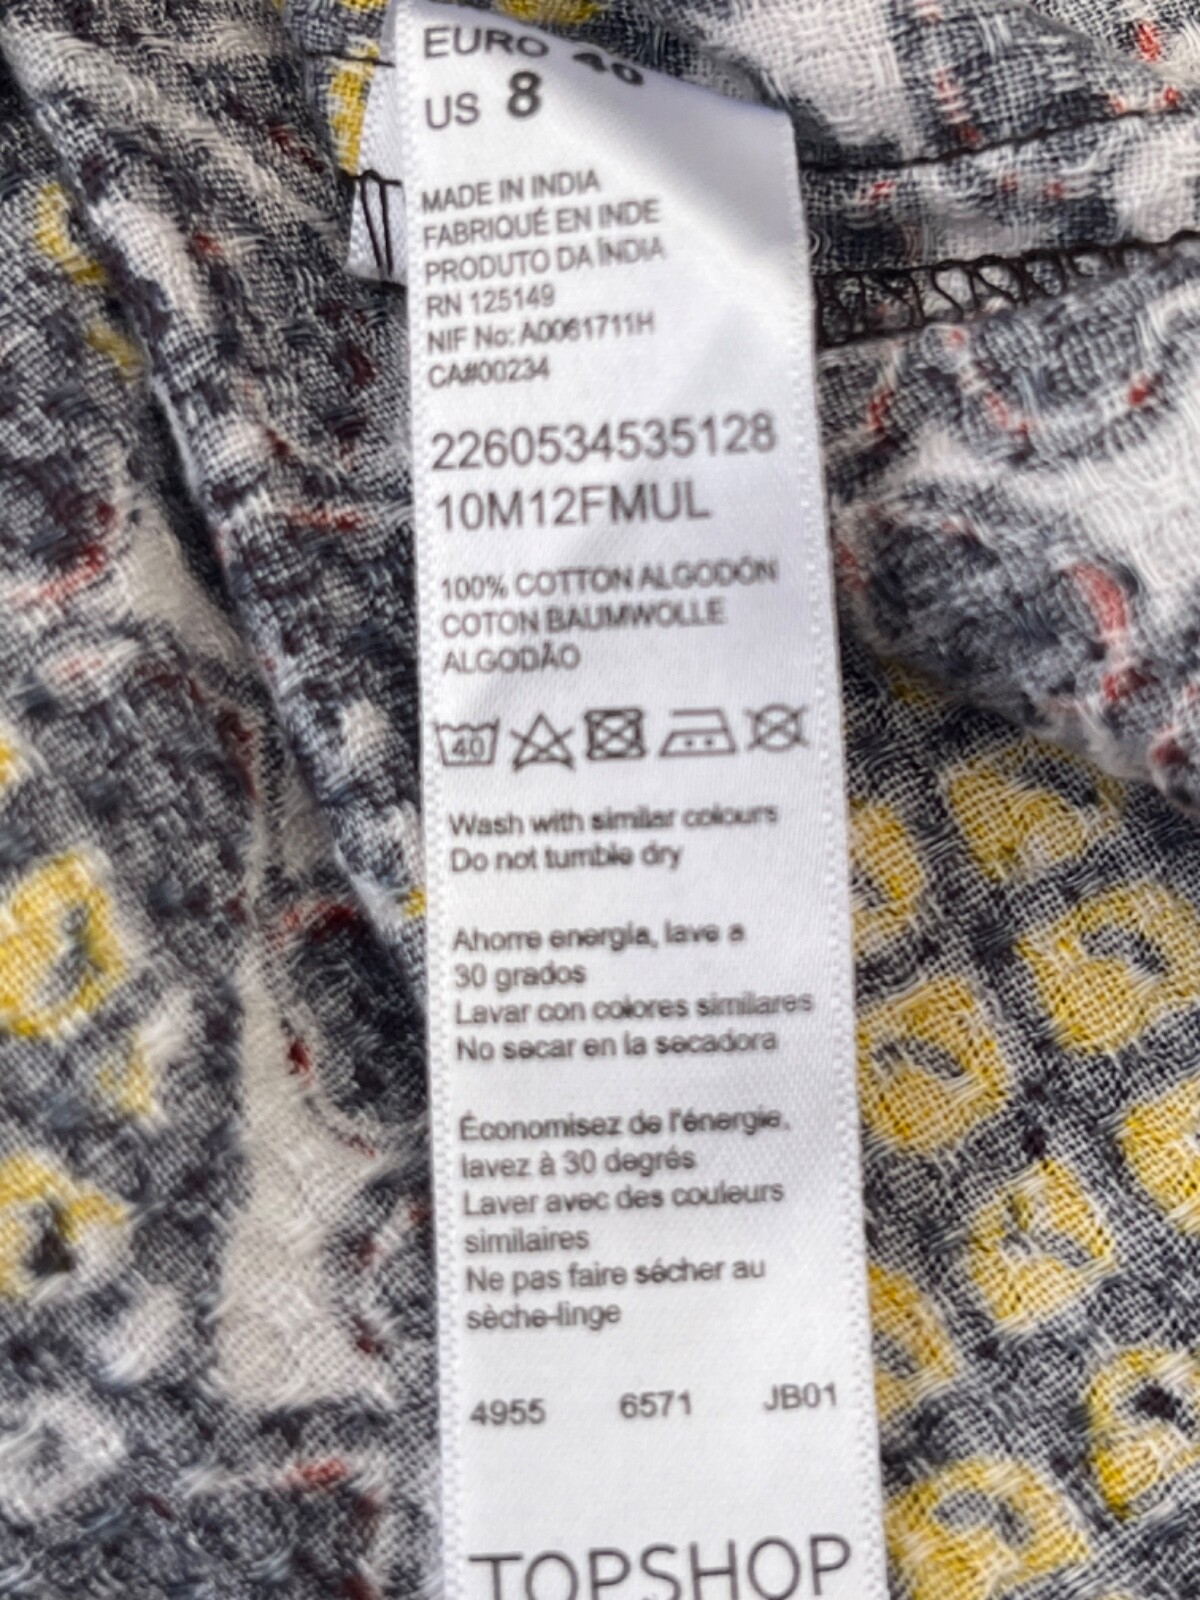 EURO 40
US 8
MADE IN INDIA
FABRIQUÉ EN INDE
PRODUTO DA ÍNDIA
RN 125149
NIF No: A0061711H
CA#00234
2260534535128
10M12FMUL
100% COTTON ALGODÓN
COTON BAUMWOLLE
ALGODÃO
40
Wash with similar colours
Do not tumble dry
Ahorre energía, lave a
30 grados
Lavar con colores similares
No secar en la secadora
Économisez de l'énergie,
lavez à 30 degrés
Laver avec des couleurs
similaires
Ne pas faire sécher au
sèche-linge
4955 6571 JB01
TOPSHOP